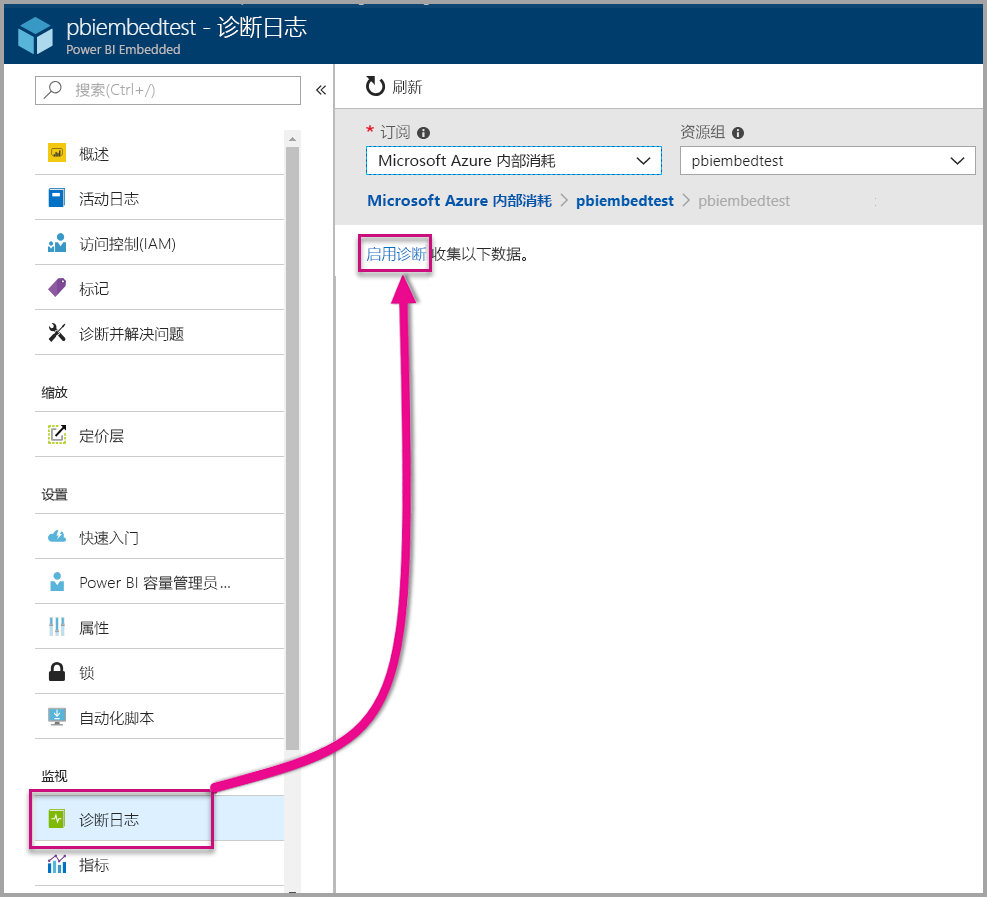 pbiembedtest - 诊断日志
Power BI Embedded
搜索(Ctrl+/)
«
概述
活动日志
访问控制(IAM)
标记
诊断并解决问题
缩放
定价层
设置
快速入门
Power BI 容量管理员...
属性
锁
自动化脚本
监视
诊断日志
指标
刷新
* 订阅
资源组
Microsoft Azure 内部消耗
pbiembedtest
Microsoft Azure 内部消耗 > pbiembedtest > pbiembedtest
启用诊断收集以下数据。